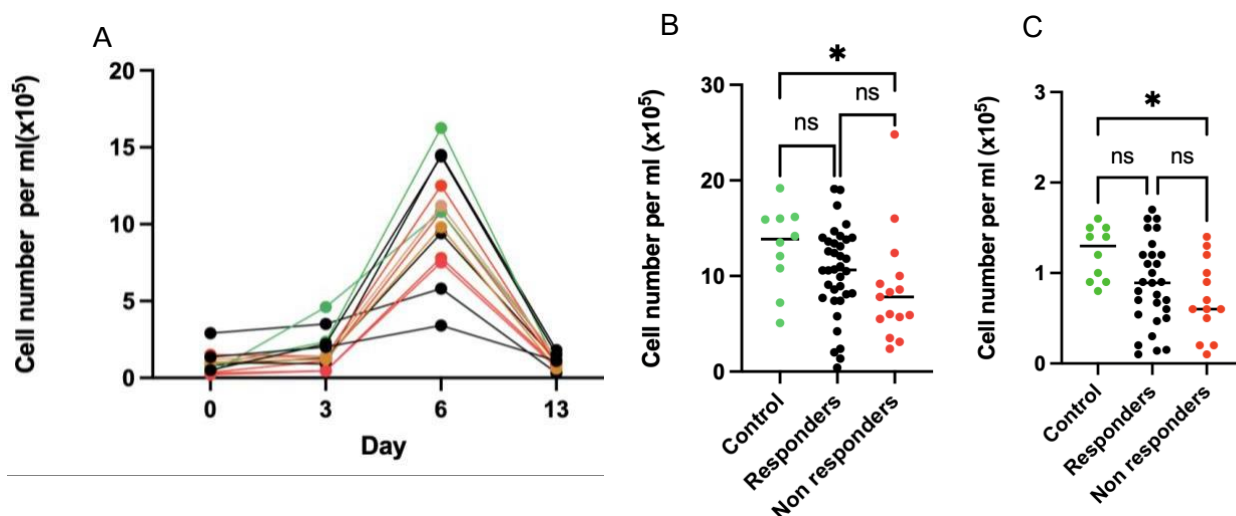 A
Cell number per ml(x10⁵)
20
15
10
5
0
0 3 6 13
Day
B
Cell number per ml (x10⁵)
30
20
10
0
*
ns
ns
Control
Responders
Non responders
C
Cell number per ml (x10⁵)
3
2
1
0
*
ns ns
Control
Responders
Non responders